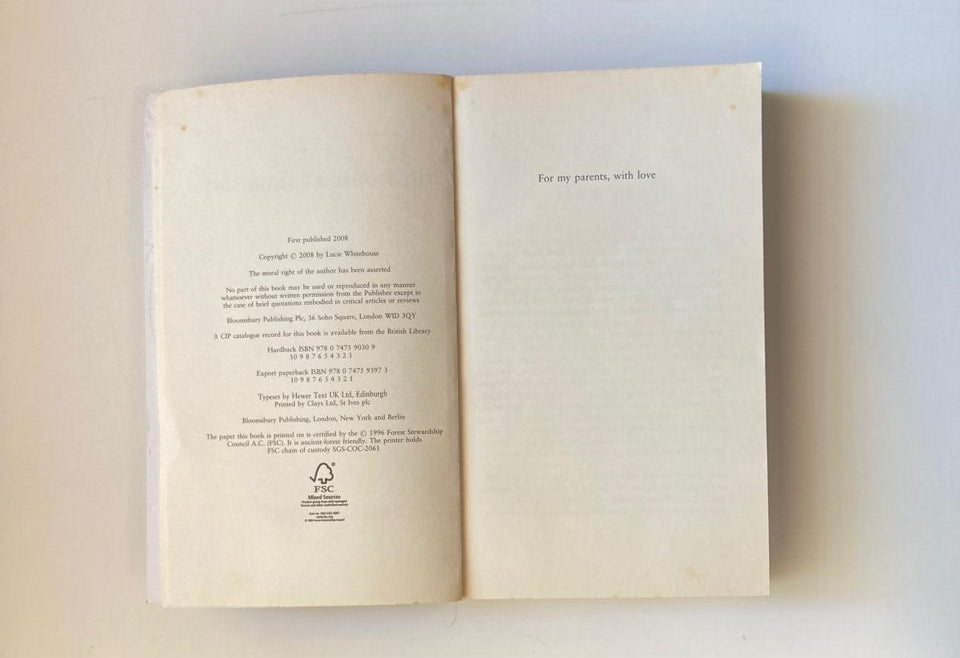 First published 2008
Copyright © 2008 by Lucie Whitehouse
The moral right of the author has been asserted
No part of this book may be used or reproduced in any manner
whatsoever without written permission from the Publisher except in
the case of brief quotations embodied in critical articles or reviews
Bloomsbury Publishing Plc, 36 Soho Square, London W1D 3QY
A CIP catalogue record for this book is available from the British Library
Hardback ISBN 978 0 7475 9030 9
10 9 8 7 6 5 4 3 2 1
Export paperback ISBN 978 0 7475 9397 3
10 9 8 7 6 5 4 3 2 1
Typeset by Hewer Text UK Ltd, Edinburgh
Printed by Clays Ltd, St Ives plc
Bloomsbury Publishing, London, New York and Berlin
The paper this book is printed on is certified by the © 1996 Forest Stewardship
Council A.C. (FSC). It is ancient-forest friendly. The printer holds
FSC chain of custody SGS-COC-2061
FSC
Mixed Sources
For my parents, with love